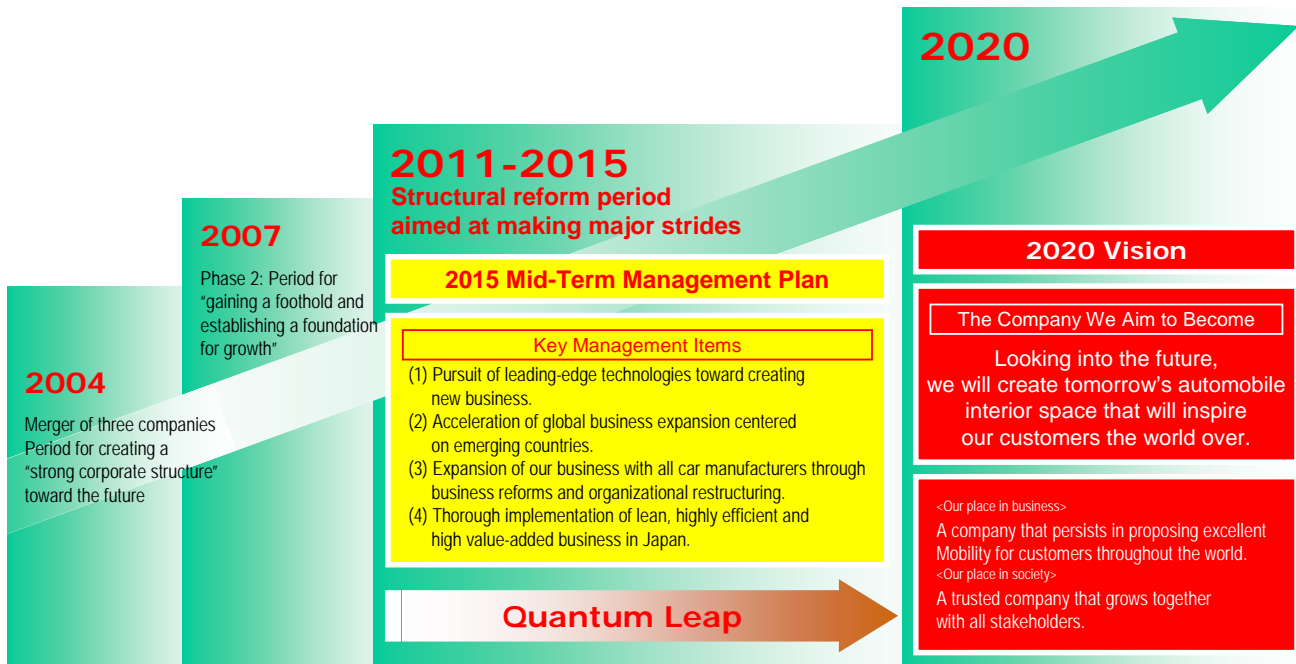 2004
Merger of three companies
Period for creating a
“strong corporate structure”
toward the future
2007
Phase 2: Period for
“gaining a foothold and
establishing a foundation
for growth”
2011-2015
Structural reform period
aimed at making major strides
2015 Mid-Term Management Plan
Key Management Items
(1) Pursuit of leading-edge technologies toward creating
new business.
(2) Acceleration of global business expansion centered
on emerging countries.
(3) Expansion of our business with all car manufacturers through
business reforms and organizational restructuring.
(4) Thorough implementation of lean, highly efficient and
high value-added business in Japan.
Quantum Leap
2020
2020 Vision
The Company We Aim to Become
Looking into the future,
we will create tomorrow’s automobile
interior space that will inspire
our customers the world over.
<Our place in business>
A company that persists in proposing excellent
Mobility for customers throughout the world.
<Our place in society>
A trusted company that grows together
with all stakeholders.